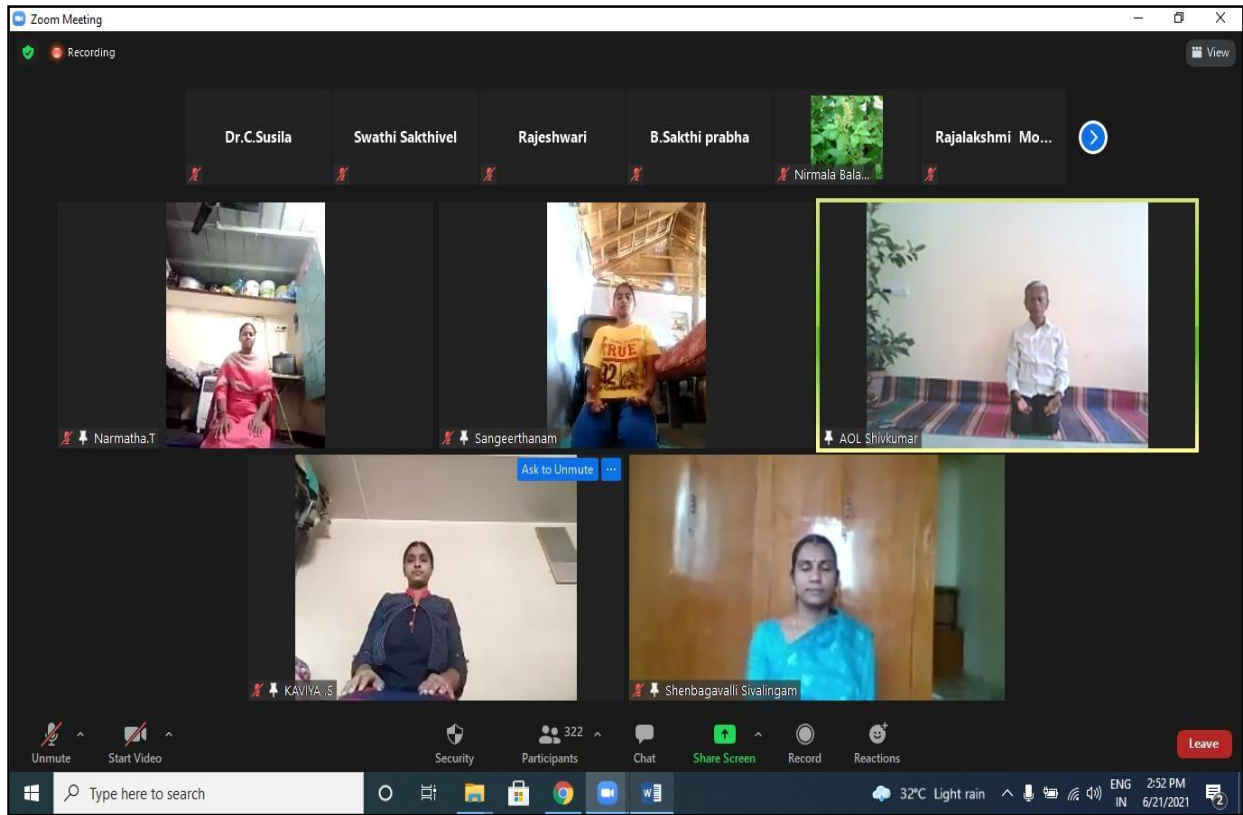 Zoom Meeting
Recording
View
Dr.C.Susila
Swathi Sakthivel
Rajeshwari
B.Sakthi prabha
Nirmala Bala...
Rajalakshmi Mo...
Narmatha.T
Sangeerthanam
AOL Shivkumar
TRUE
92
Ask to Unmute ...
KAVIYA .S
Shenbagavalli Sivalingam
Unmute
Start Video
Security
322
Participants
Chat
Share Screen
Record
Reactions
Leave
Type here to search
32°C Light rain
ENG
IN
2:52 PM
6/21/2021
2